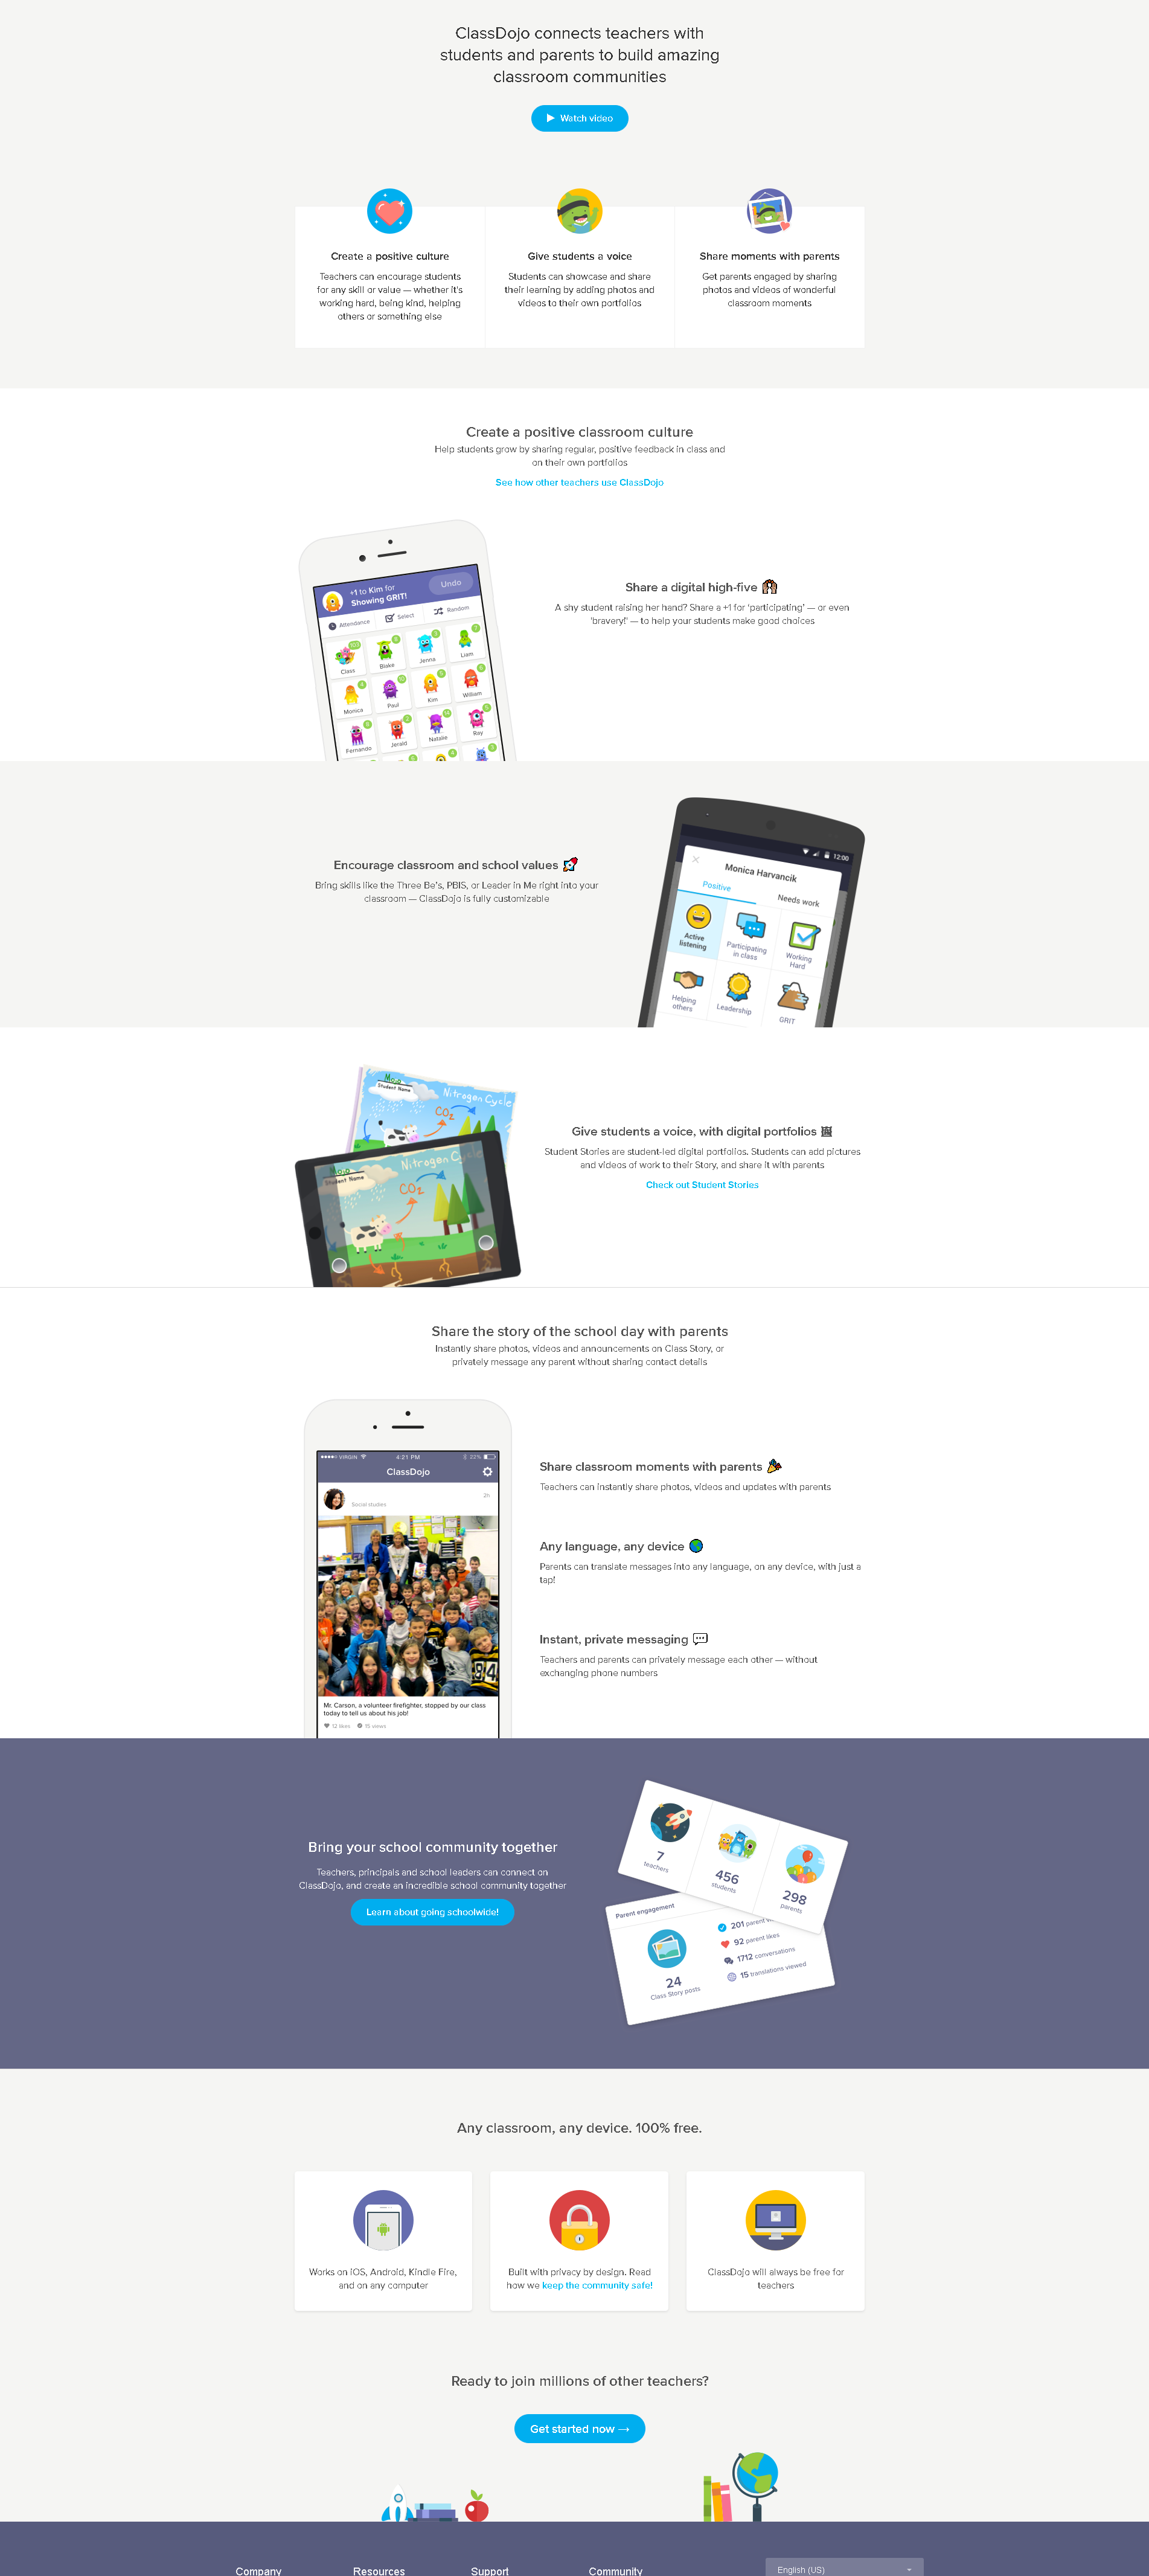 ClassDojo connects teachers with
students and parents to build amazing
classroom communities
Watch video
Create a positive culture
Teachers can encourage students
for any skill or value — whether it's
working hard, being kind, helping
others or something else
Give students a voice
Students can showcase and share
their learning by adding photos and
videos to their own portfolios
Share moments with parents
Get parents engaged by sharing
photos and videos of wonderful
classroom moments
Create a positive classroom culture
Help students grow by sharing regular, positive feedback in class and
on their own portfolios
See how other teachers use ClassDojo
+1 to Kim for
Showing GRIT!
Undo
Attendance
Select
Random
Class
Blake
Jenna
Liam
Monica
Paul
Kim
William
Fernando
Jerald
Natalie
Ray
Share a digital high-five
A shy student raising her hand? Share a +1 for ‘participating’ — or even
'bravery!' — to help your students make good choices
Encourage classroom and school values
Bring skills like the Three Be's, PBIS, or Leader in Me right into your
classroom — ClassDojo is fully customizable
12:00
Monica Harvancik
Positive
Needs work
Active
listening
Participating
in class
Working
Hard
Helping
others
Leadership
GRIT
Mojo
Student Name
Nitrogen Cycle
CO2
Mojo
Student Name
Nitrogen Cycle
CO2
Give students a voice, with digital portfolios
Student Stories are student-led digital portfolios. Students can add pictures
and videos of work to their Story, and share it with parents
Check out Student Stories
Share the story of the school day with parents
Instantly share photos, videos and announcements on Class Story, or
privately message any parent without sharing contact details
VIRGIN
4:21 PM
22%
ClassDojo
2h
Social studies
Mr. Carson, a volunteer firefighter, stopped by our class
today to tell us about his job!
12 likes
15 views
Share classroom moments with parents
Teachers can instantly share photos, videos and updates with parents
Any language, any device
Parents can translate messages into any language, on any device, with just a
tap!
Instant, private messaging
Teachers and parents can privately message each other — without
exchanging phone numbers
Bring your school community together
Teachers, principals and school leaders can connect on
ClassDojo, and create an incredible school community together
Learn about going schoolwide!
7
teachers
456
students
298
parents
Parent engagement
24
Class Story posts
201 parent
92 parent likes
1712 conversations
15 translations viewed
Any classroom, any device. 100% free.
Works on iOS, Android, Kindle Fire,
and on any computer
Built with privacy by design. Read
how we keep the community safe!
ClassDojo will always be free for
teachers
Ready to join millions of other teachers?
Get started now →
Company
Resources
Support
Community
English (US)